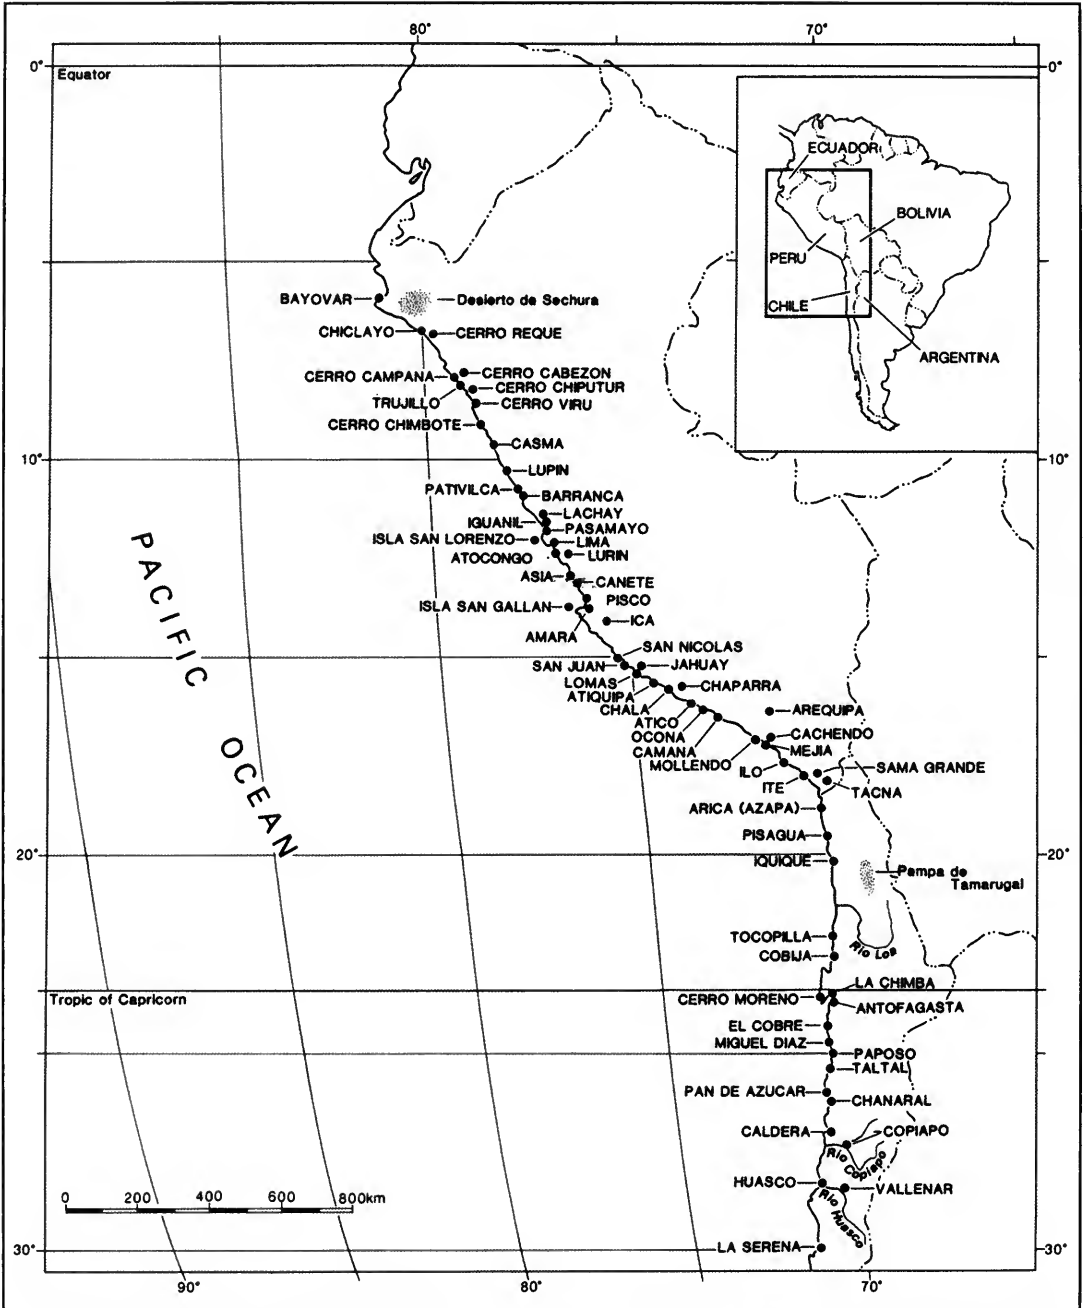 80°
70°
0°
Equator
0°
ECUADOR
BOLIVIA
PERU
CHILE
ARGENTINA
BAYOVAR
Desierto de Sechura
CHICLAYO
CERRO REQUE
CERRO CABEZON
CERRO CAMPANA
CERRO CHIPUTUR
TRUJILLO
CERRO VIRU
CERRO CHIMBOTE
CASMA
10°
10°
LUPIN
PATIVILCA
BARRANCA
LACHAY
IGUANIL
PASAMAYO
ISLA SAN LORENZO
LIMA
ATOCONGO
LURIN
ASIA
CANETE
PISCO
ISLA SAN GALLAN
ICA
AMARA
SAN NICOLAS
SAN JUAN
JAHUAY
LOMAS
CHAPARRA
ATIQUIPA
CHALA
AREQUIPA
ATICO
OCONA
CACHENDO
CAMANA
MEJIA
MOLLENDO
ILO
SAMA GRANDE
ITE
TACNA
ARICA (AZAPA)
PISAGUA
PACIFIC OCEAN
20°
20°
IQUIQUE
Pampa de
Tamarugal
TOCOPILLA
Rio Loa
COBIJA
LA CHIMBA
Tropic of Capricorn
CERRO MORENO
ANTOFAGASTA
EL COBRE
MIGUEL DIAZ
PAPOSO
TALTAL
PAN DE AZUCAR
CHANARAL
CALDERA
COPIAPO
Rio Copiapo
HUASCO
VALLENAR
Rio Huasco
0 200 400 600 800km
LA SERENA
30°
30°
90°
80°
70°